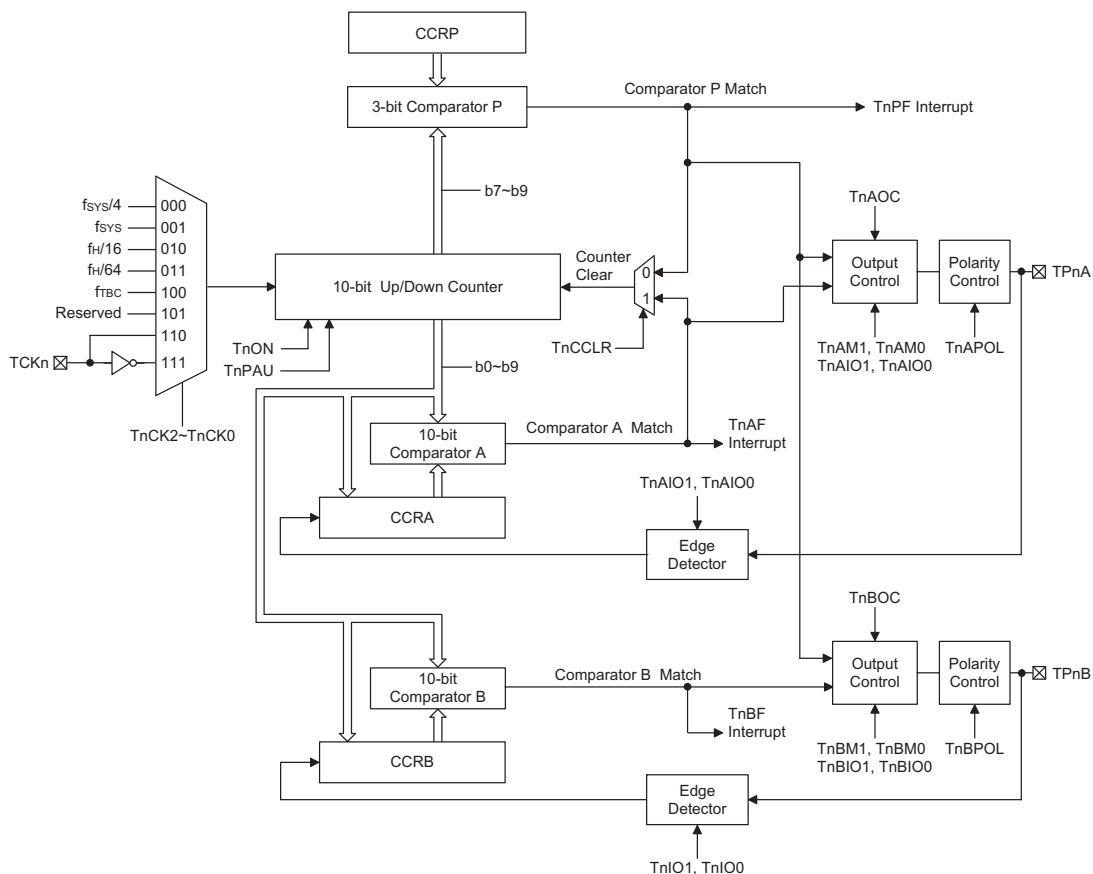 CCRP
3-bit Comparator P
Comparator P Match
TnPF Interrupt
b7~b9
fSYS/4
fSYS
fH/16
fH/64
fTBC
Reserved
000
001
010
011
100
101
110
111
TCKn
TnCK2~TnCK0
10-bit Up/Down Counter
TnON
TnPAU
Counter
Clear
0
1
TnCCLR
TnAOC
Output
Control
Polarity
Control
TPnA
TnAM1, TnAM0
TnAIO1, TnAIO0
TnAPOL
b0~b9
10-bit
Comparator A
Comparator A Match
TnAF
Interrupt
CCRA
TnAIO1, TnAIO0
Edge
Detector
TnBOC
Output
Control
Polarity
Control
TPnB
TnBM1, TnBM0
TnBIO1, TnBIO0
TnBPOL
10-bit
Comparator B
Comparator B Match
TnBF
Interrupt
CCRB
Edge
Detector
TnIO1, TnIO0